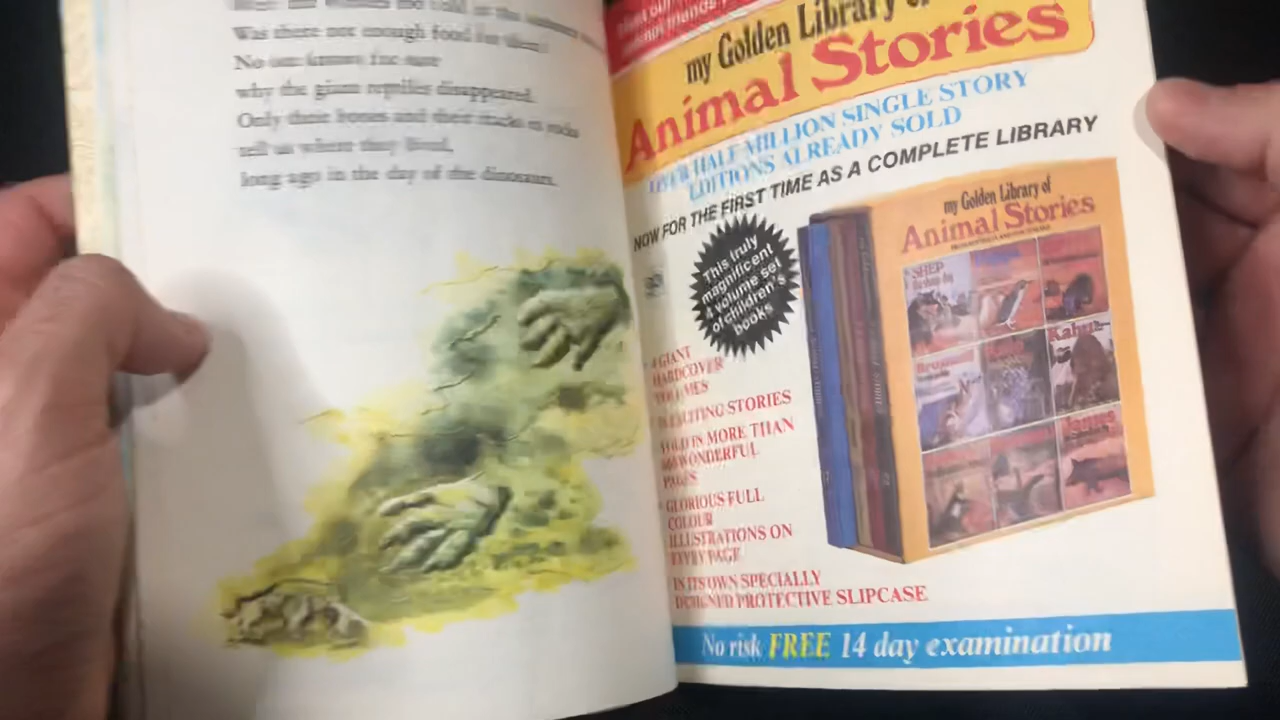 Was there not enough food for them?
No one knows for sure
why the giant reptiles disappeared.
Only their bones and their tracks in rocks
tell us where they lived,
long ago in the day of the dinosaurs.
my Golden Library of
Animal Stories
OVER HALF MILLION SINGLE STORY
EDITIONS ALREADY SOLD
NOW FOR THE FIRST TIME AS A COMPLETE LIBRARY
This truly
magnificent
4 volume set
of children's
books
4 GIANT
HARDCOVER
VOLUMES
EXCITING STORIES
TOLD IN MORE THAN
WONDERFUL
PAGES
GLORIOUS FULL
COLOUR
ILLUSTRATIONS ON
EVERY PAGE
IN ITS OWN SPECIALLY
DESIGNED PROTECTIVE SLIPCASE
my Golden Library of
Animal Stories
SHEP
Kahu
No risk FREE 14 day examination